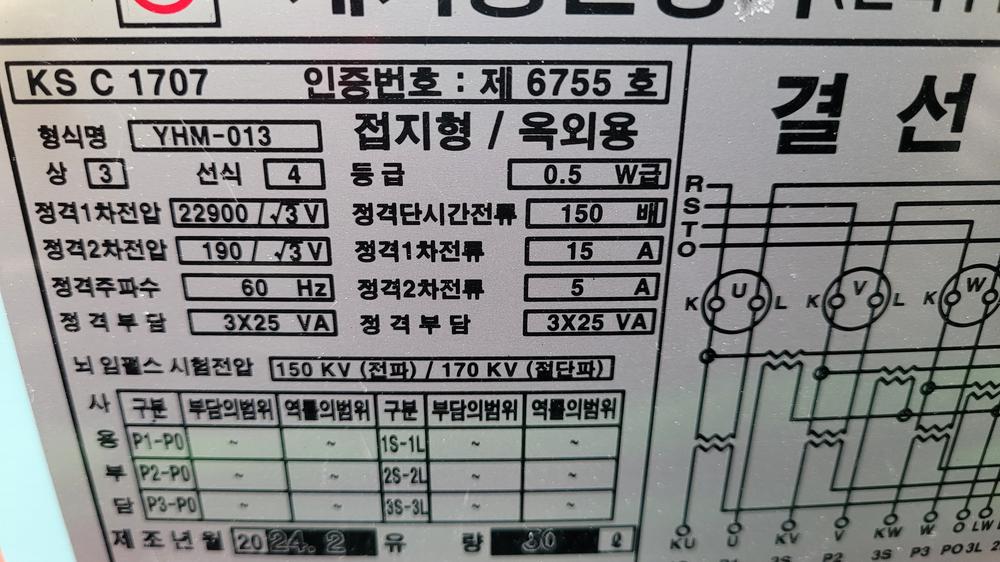 KS C 1707 인증번호 : 제 6755 호
형식명 YHM-013 접지형 / 옥외용
상 3 선식 4 등급 0.5 W급
정격1차전압 22900 / √3 V 정격단시간전류 150 배
정격2차전압 190 / √3 V 정격1차전류 15 A
정격주파수 60 Hz 정격2차전류 5 A
정격부담 3X25 VA 정격부담 3X25 VA
뇌 임펄스 시험전압 150 KV (전파) / 170 KV (절단파)
사용부담
구분 부담의범위 역률의범위 구분 부담의범위 역률의범위
P1-P0 ~ ~ 1S-1L ~ ~
P2-P0 ~ ~ 2S-2L ~ ~
P3-P0 ~ ~ 3S-3L ~ ~
제조년월 2024. 2 유량 30 ℓ
결선
R
S
T
O
K U L K V L K W
KU U KV V KW W O LW
3S P2 3S P3 PO 3L 2